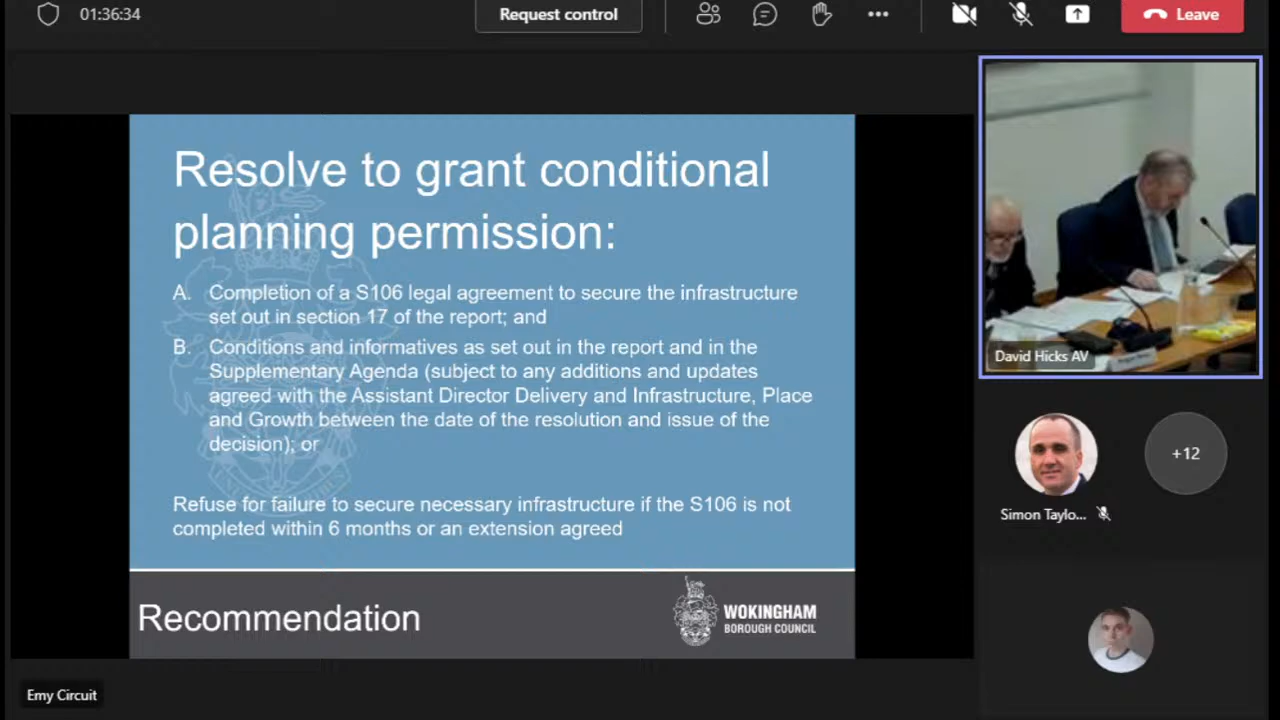 01:36:34
Request control
Leave
Resolve to grant conditional
planning permission:
A. Completion of a S106 legal agreement to secure the infrastructure
set out in section 17 of the report; and
B. Conditions and informatives as set out in the report and in the
Supplementary Agenda (subject to any additions and updates
agreed with the Assistant Director Delivery and Infrastructure, Place
and Growth between the date of the resolution and issue of the
decision); or
Refuse for failure to secure necessary infrastructure if the S106 is not
completed within 6 months or an extension agreed
Recommendation
WOKINGHAM
BOROUGH COUNCIL
David Hicks AV
+12
Simon Taylo...
Emy Circuit